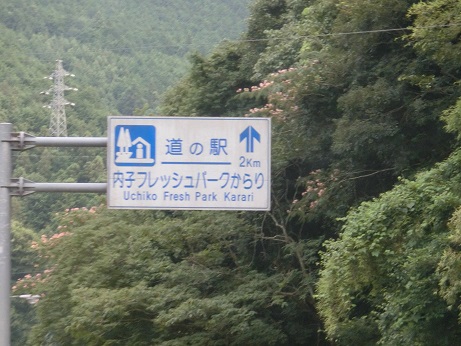 道の駅
2Km
内子フレッシュパークからり
Uchiko Fresh Park Karari